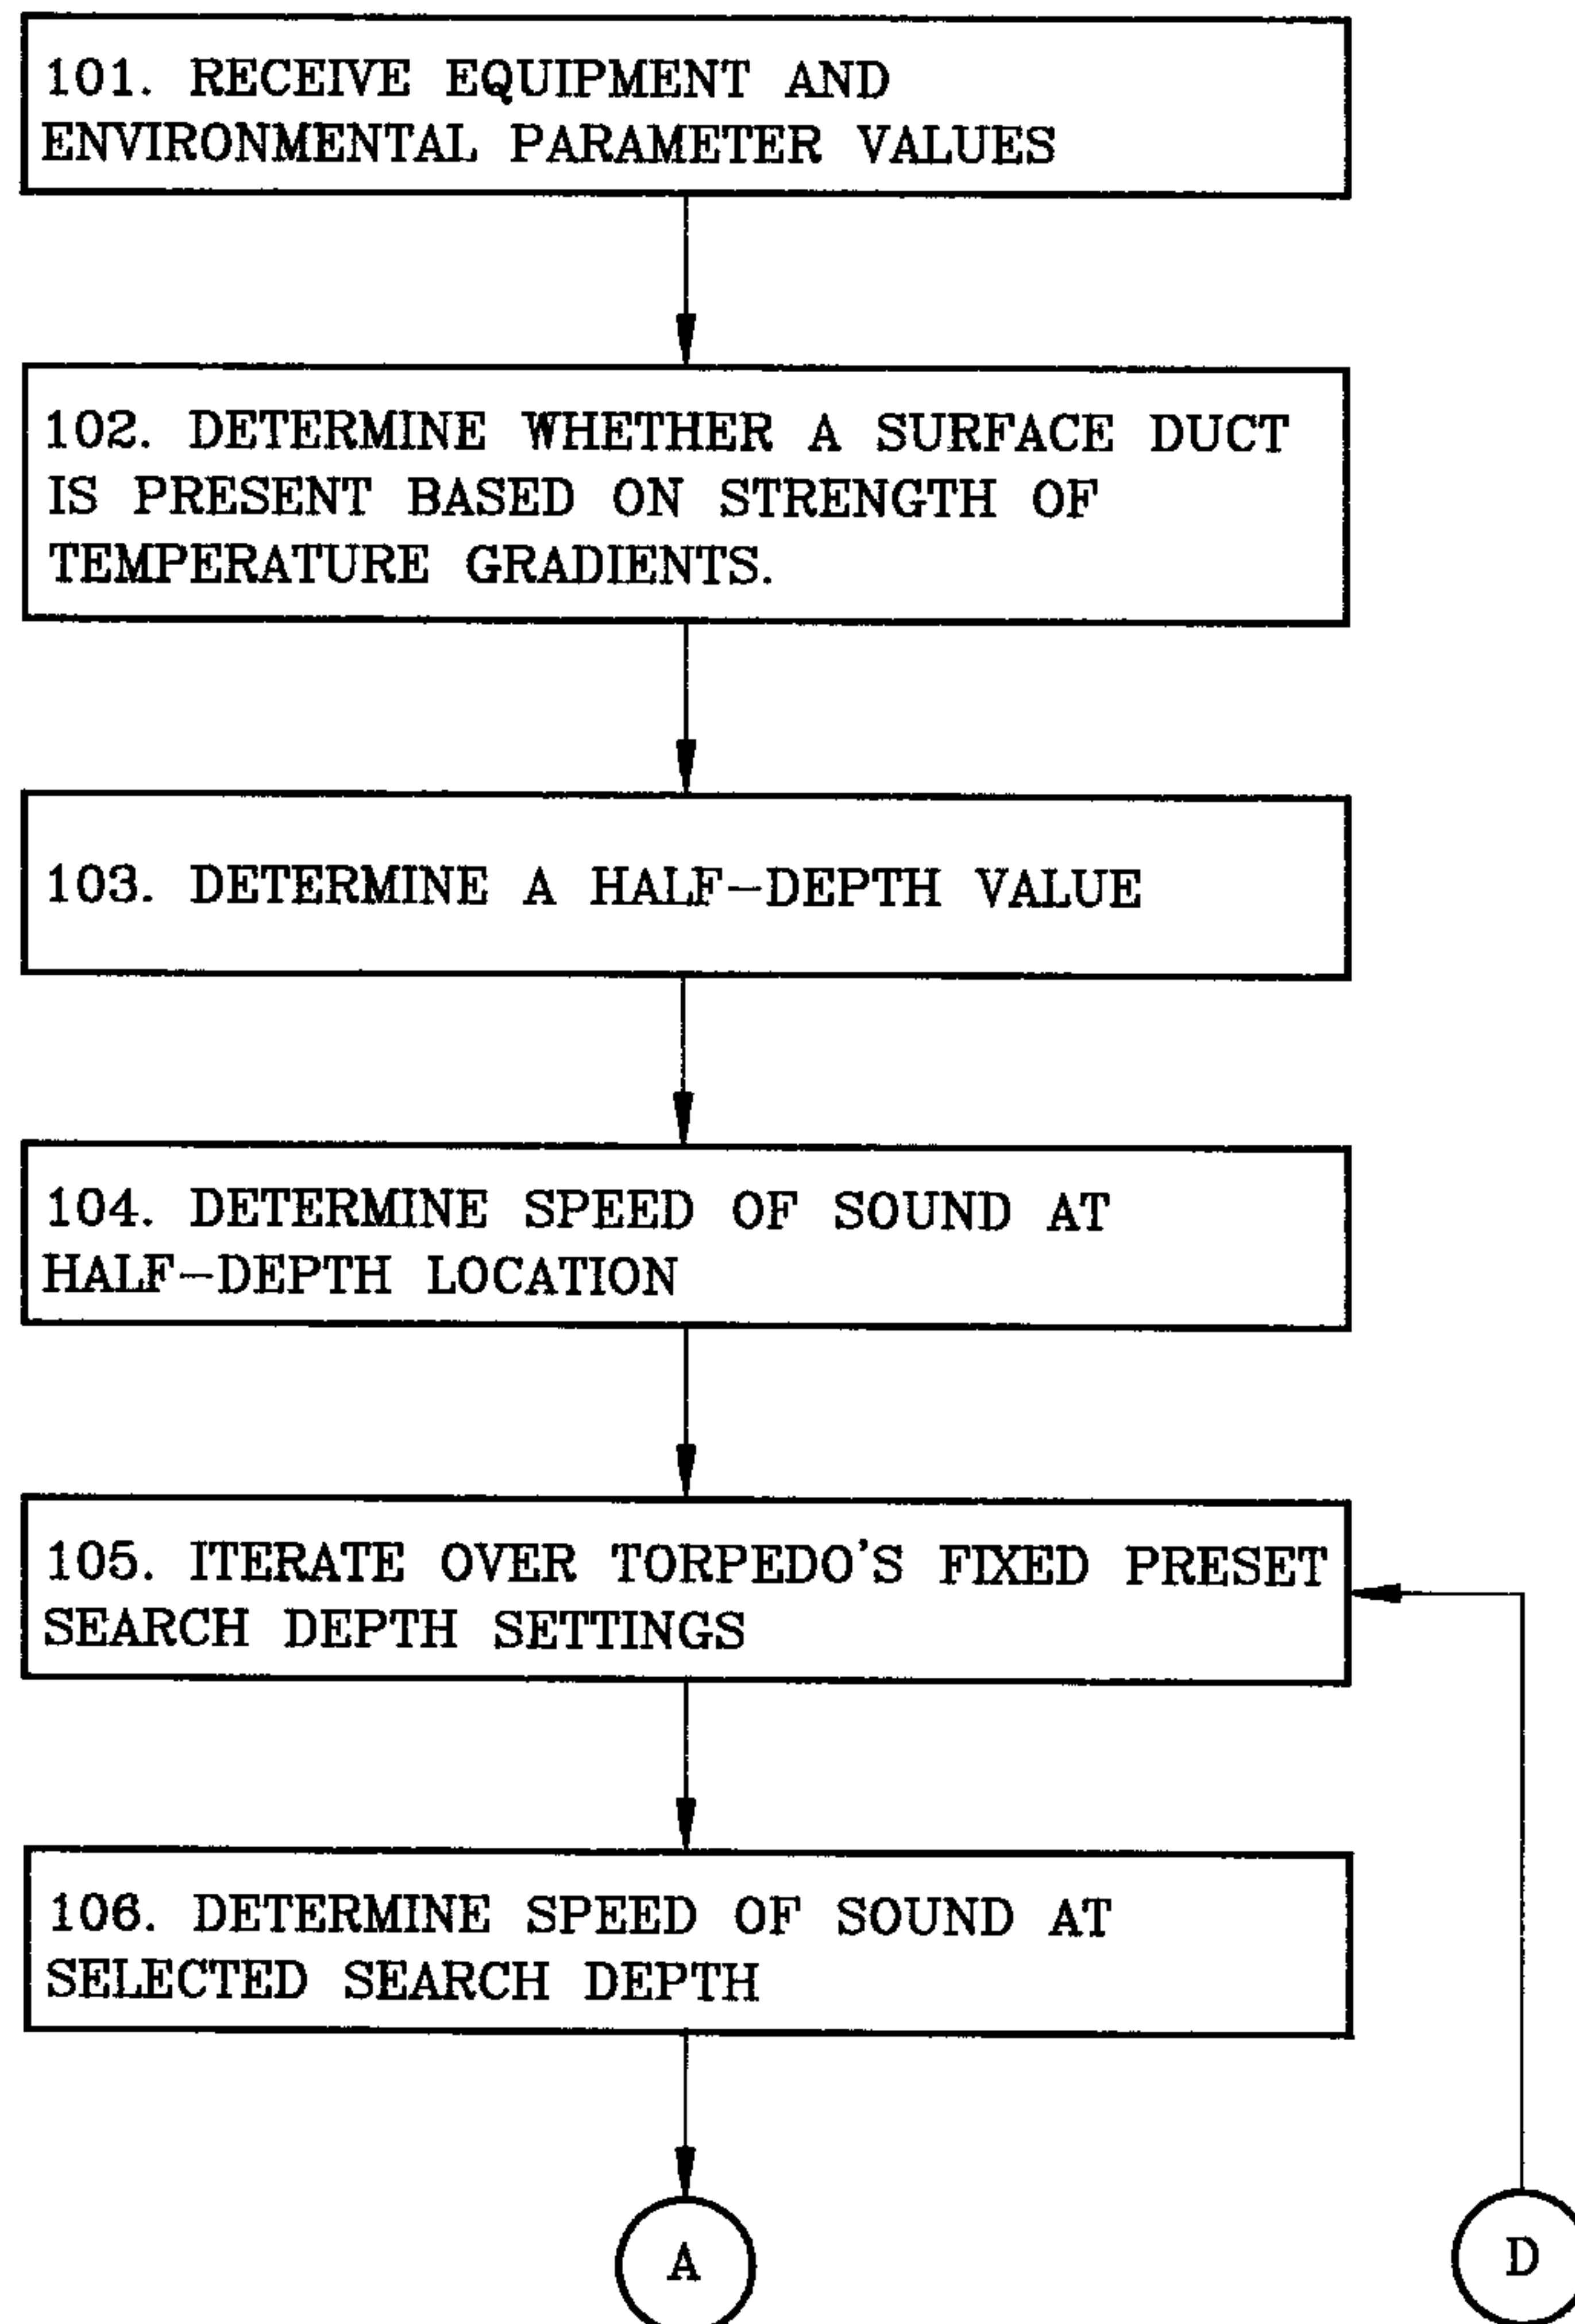 101. RECEIVE EQUIPMENT AND
ENVIRONMENTAL PARAMETER VALUES
102. DETERMINE WHETHER A SURFACE DUCT
IS PRESENT BASED ON STRENGTH OF
TEMPERATURE GRADIENTS.
103. DETERMINE A HALF-DEPTH VALUE
104. DETERMINE SPEED OF SOUND AT
HALF-DEPTH LOCATION
105. ITERATE OVER TORPEDO'S FIXED PRESET
SEARCH DEPTH SETTINGS
106. DETERMINE SPEED OF SOUND AT
SELECTED SEARCH DEPTH
A
D